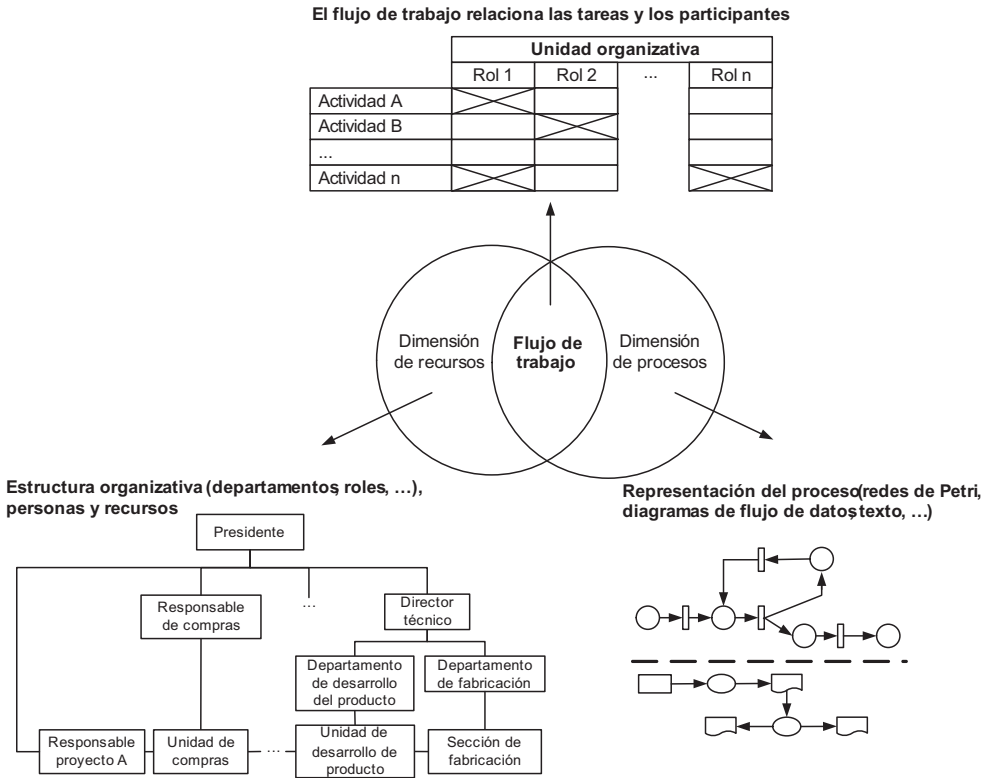 El flujo de trabajo relaciona las tareas y los participantes
Unidad organizativa
Rol 1 Rol 2 ... Rol n
Actividad A
Actividad B
...
Actividad n
Dimensión
de recursos
Flujo de
trabajo
Dimensión
de procesos
Estructura organizativa (departamentos, roles, …),
personas y recursos
Presidente
Responsable
de compras
...
Director
técnico
Departamento
de desarrollo
del producto
Departamento
de fabricación
Responsable
proyecto A
Unidad de
compras
...
Unidad de
desarrollo de
producto
Sección de
fabricación
Representación del proceso(redes de Petri,
diagramas de flujo de datos, texto, …)